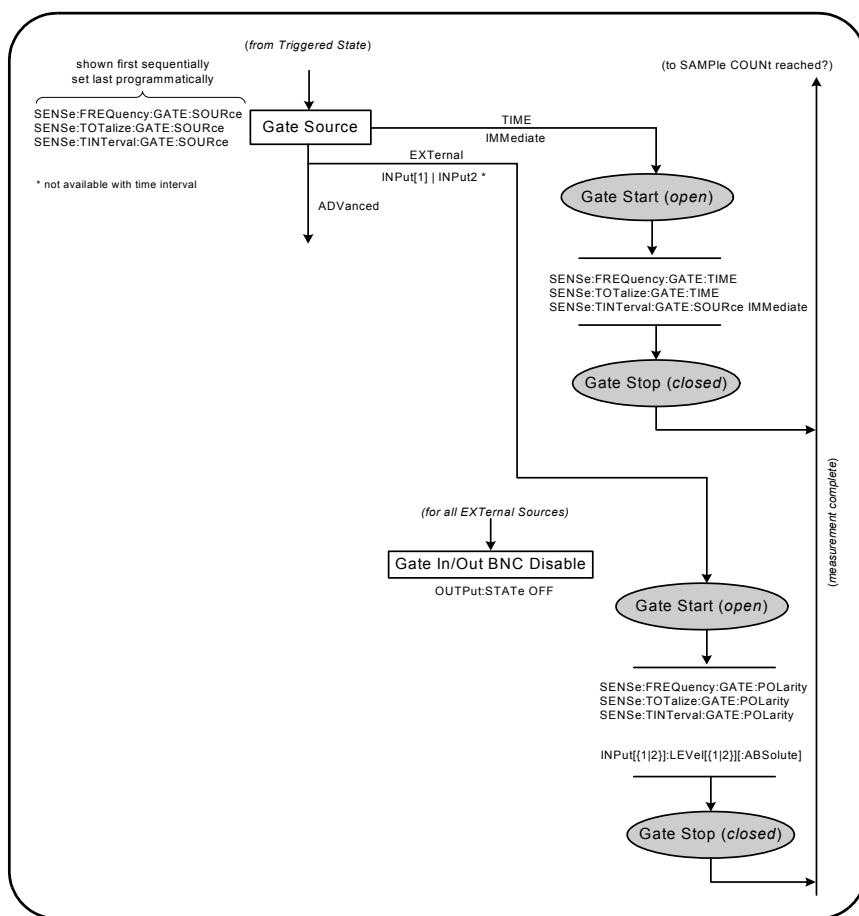 (from Triggered State)
shown first sequentially
set last programmatically
(to SAMPle COUNt reached?)
SENSe:FREQuency:GATE:SOURce
SENSe:TOTalize:GATE:SOURce
SENSe:TINTerval:GATE:SOURce
Gate Source
TIME
IMMediate
EXTernal
INPut[1] | INPut2 *
* not available with time interval
ADVanced
Gate Start (open)
SENSe:FREQuency:GATE:TIME
SENSe:TOTalize:GATE:TIME
SENSe:TINTerval:GATE:SOURce IMMediate
Gate Stop (closed)
(measurement complete)
(for all EXTernal Sources)
Gate In/Out BNC Disable
OUTPut:STATe OFF
Gate Start (open)
SENSe:FREQuency:GATE:POLarity
SENSe:TOTalize:GATE:POLarity
SENSe:TINTerval:GATE:POLarity
INPut[{1|2}]:LEVel[{1|2}][:ABSolute]
Gate Stop (closed)